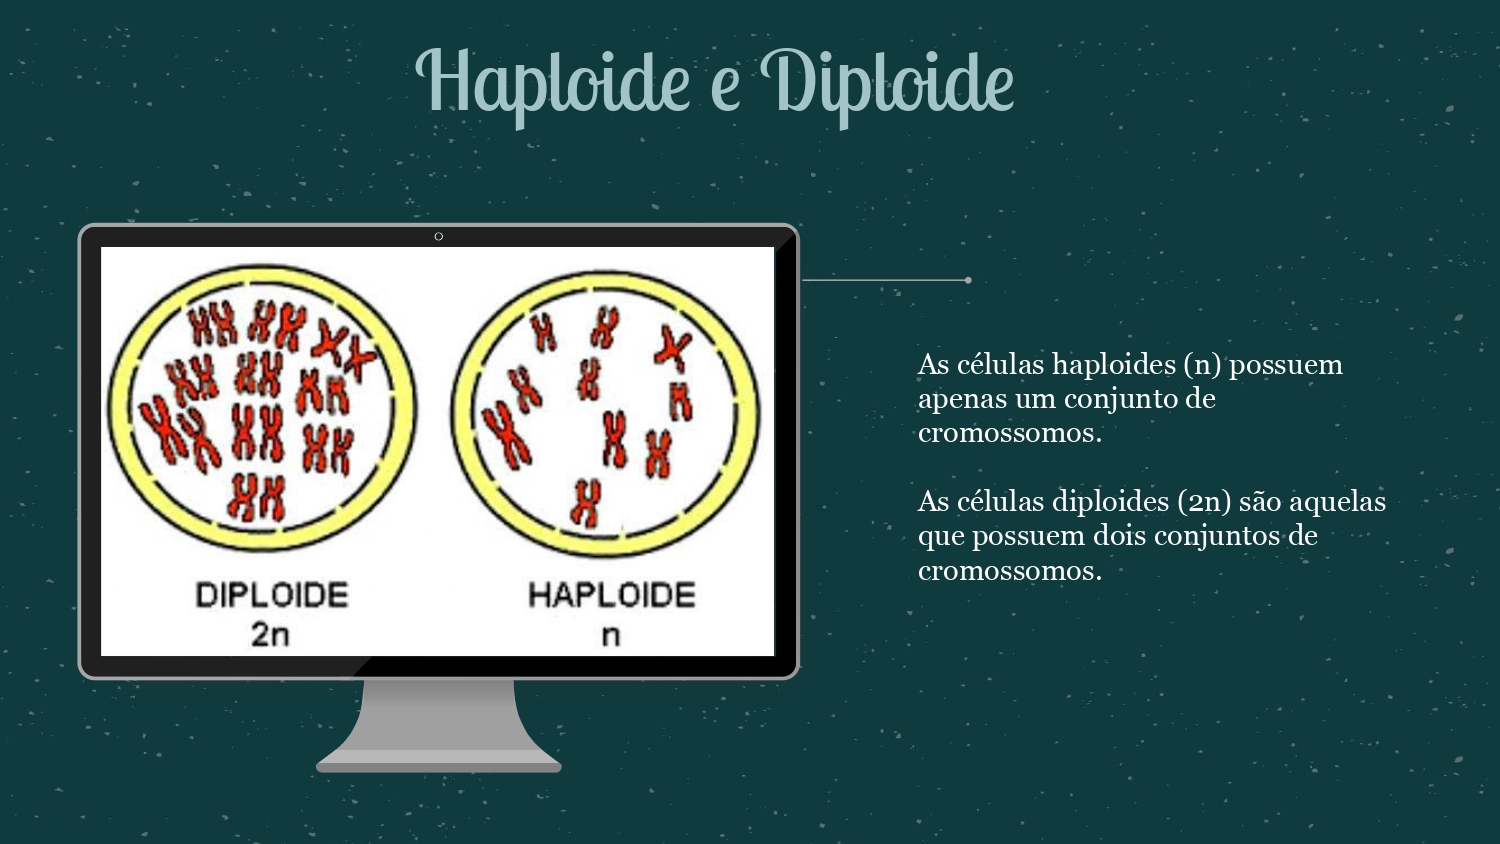 Haploide e Diploide
DIPLOIDE
2n
HAPLOIDE
n
As células haploides (n) possuem
apenas um conjunto de
cromossomos.
As células diploides (2n) são aquelas
que possuem dois conjuntos de
cromossomos.